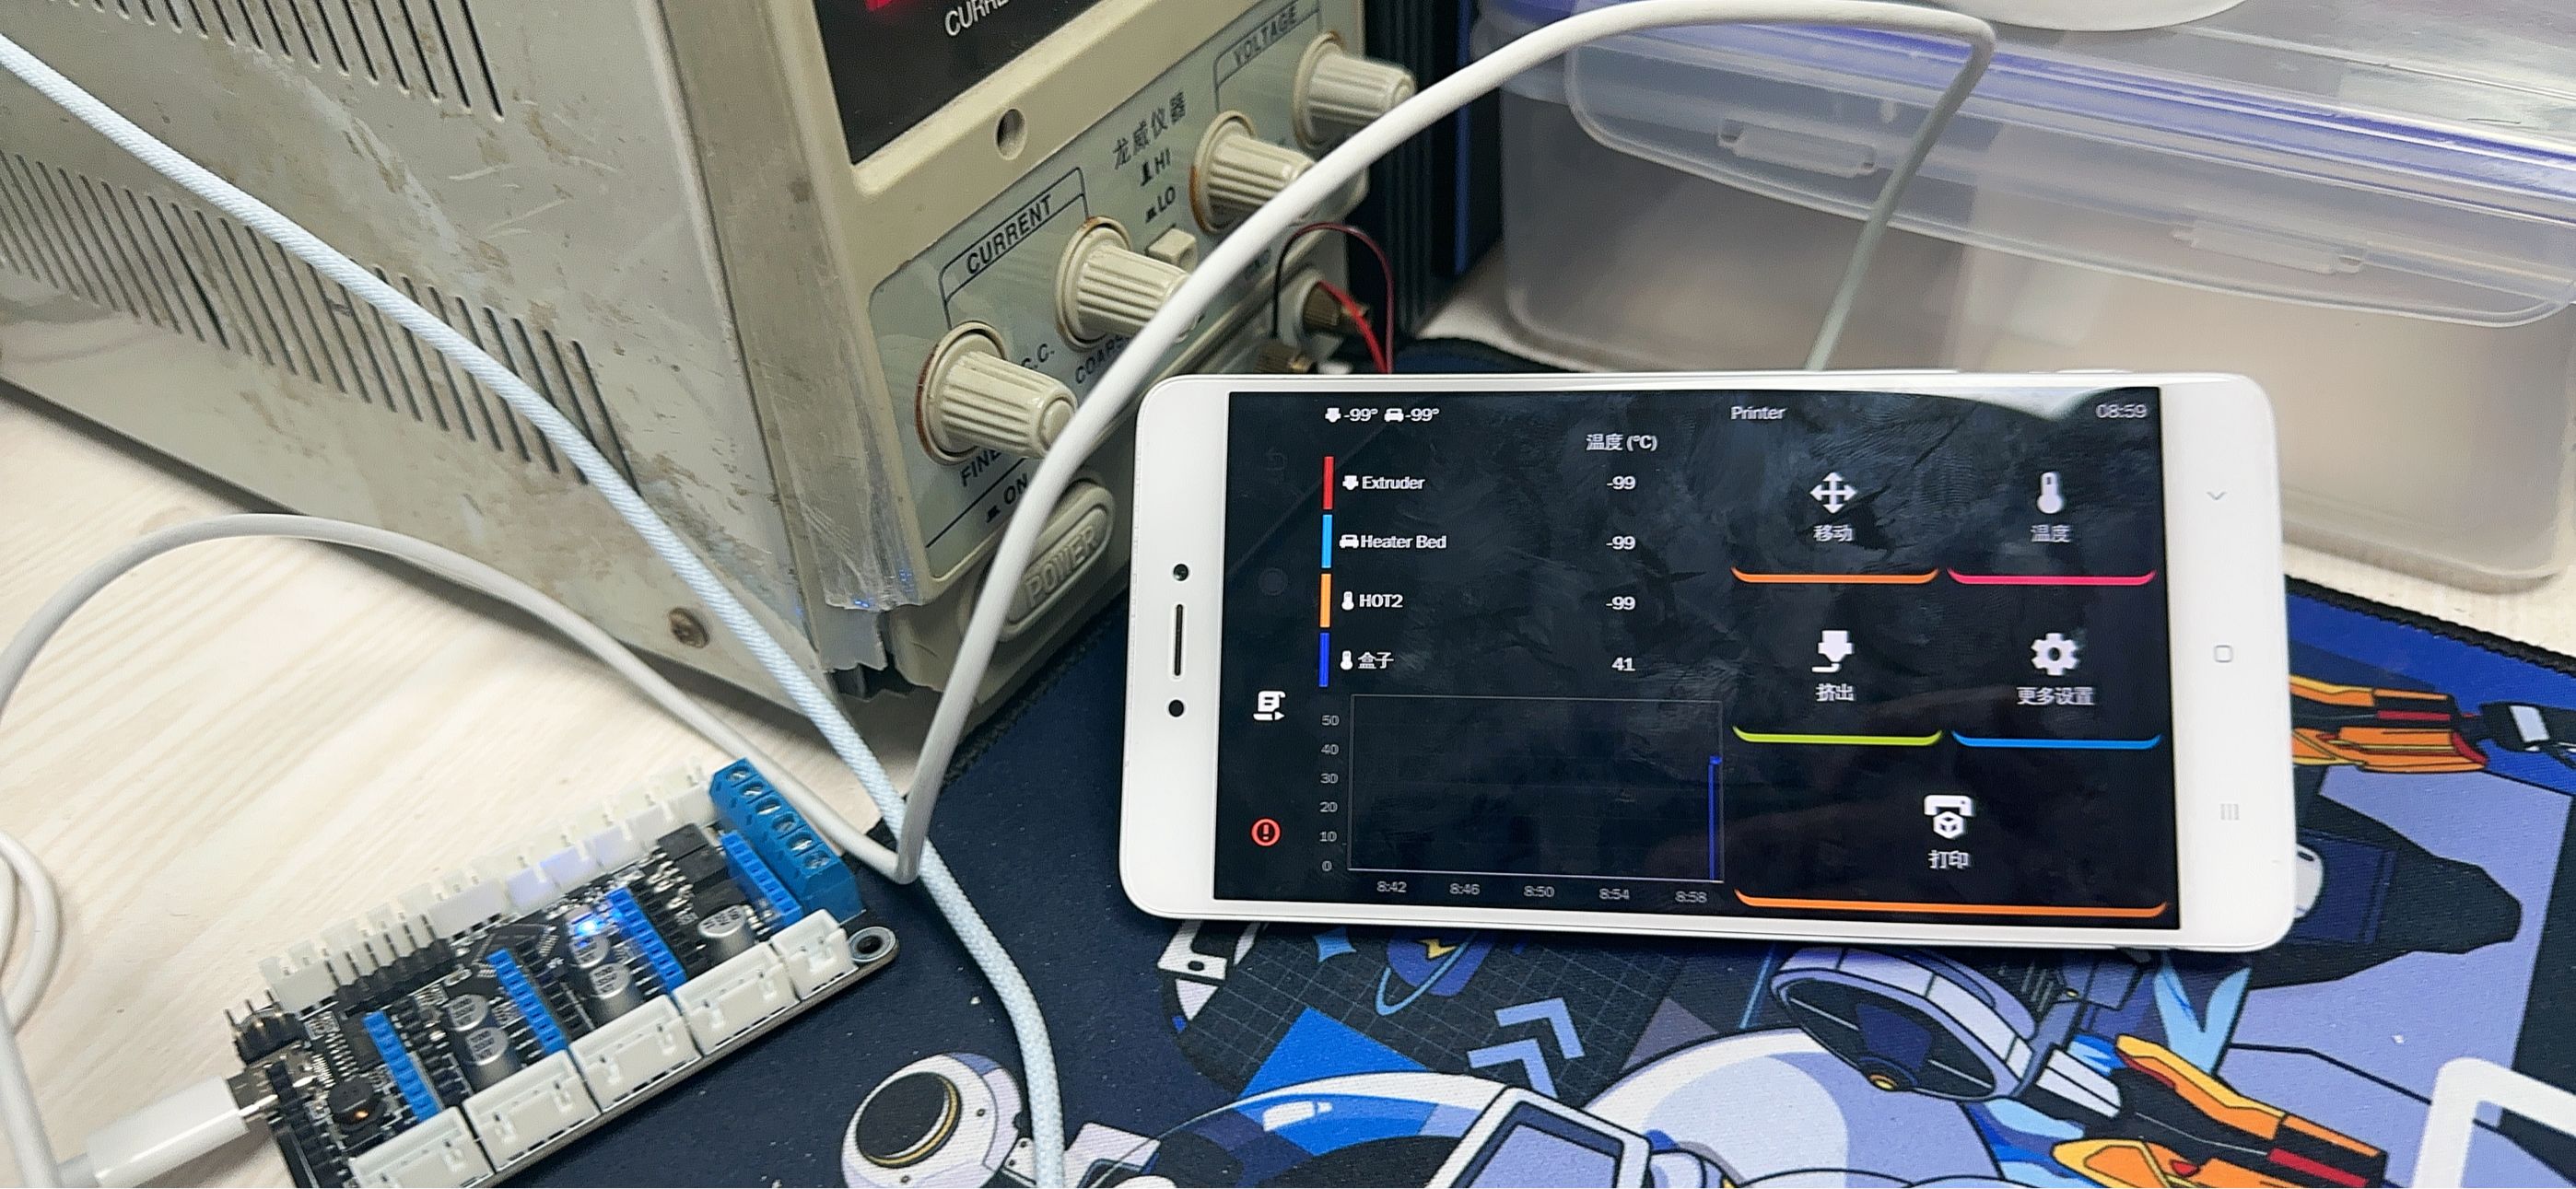 CURRE
VOLTAGE
龙威仪器
HI
LO
CURRENT
C.C.
COARS
FINE
ON
POWER
-99° -99°
Printer
08:59
温度 (°C)
Extruder -99
Heater Bed -99
HOT2 -99
盒子 41
50
40
30
20
10
0
8:42 8:46 8:50 8:54 8:58
移动
温度
挤出
更多设置
打印